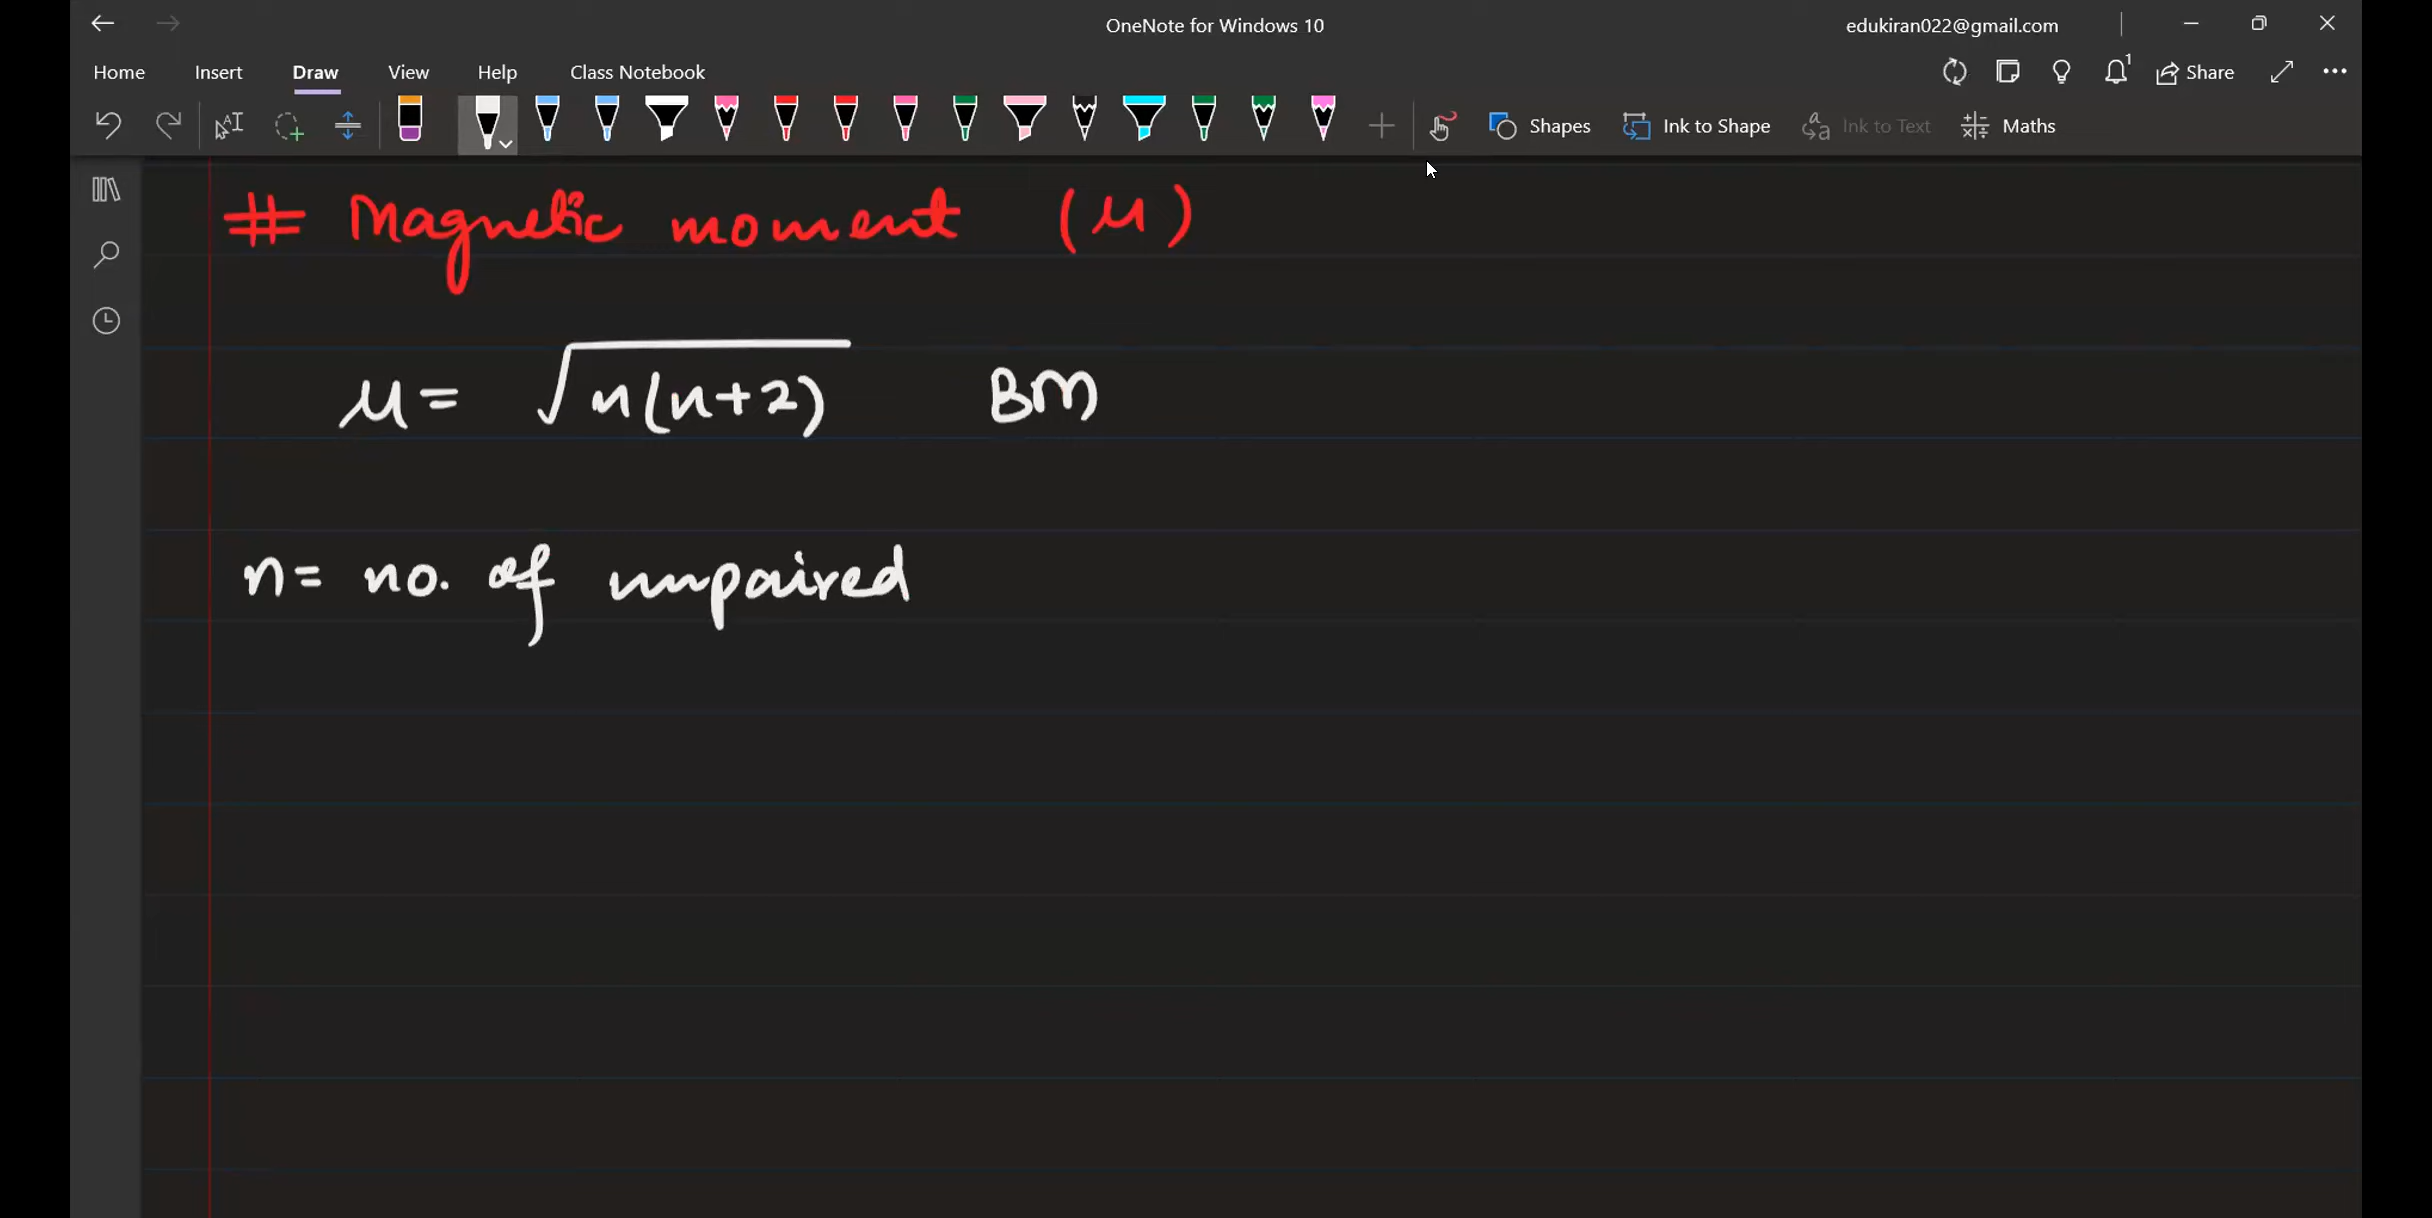 OneNote for Windows 10
edukiran022@gmail.com
Home Insert Draw View Help Class Notebook
1 Share
Shapes Ink to Shape Ink to Text Maths
# Magnetic moment (μ)
μ= √n(n+2) BM
n= no. of unpaired